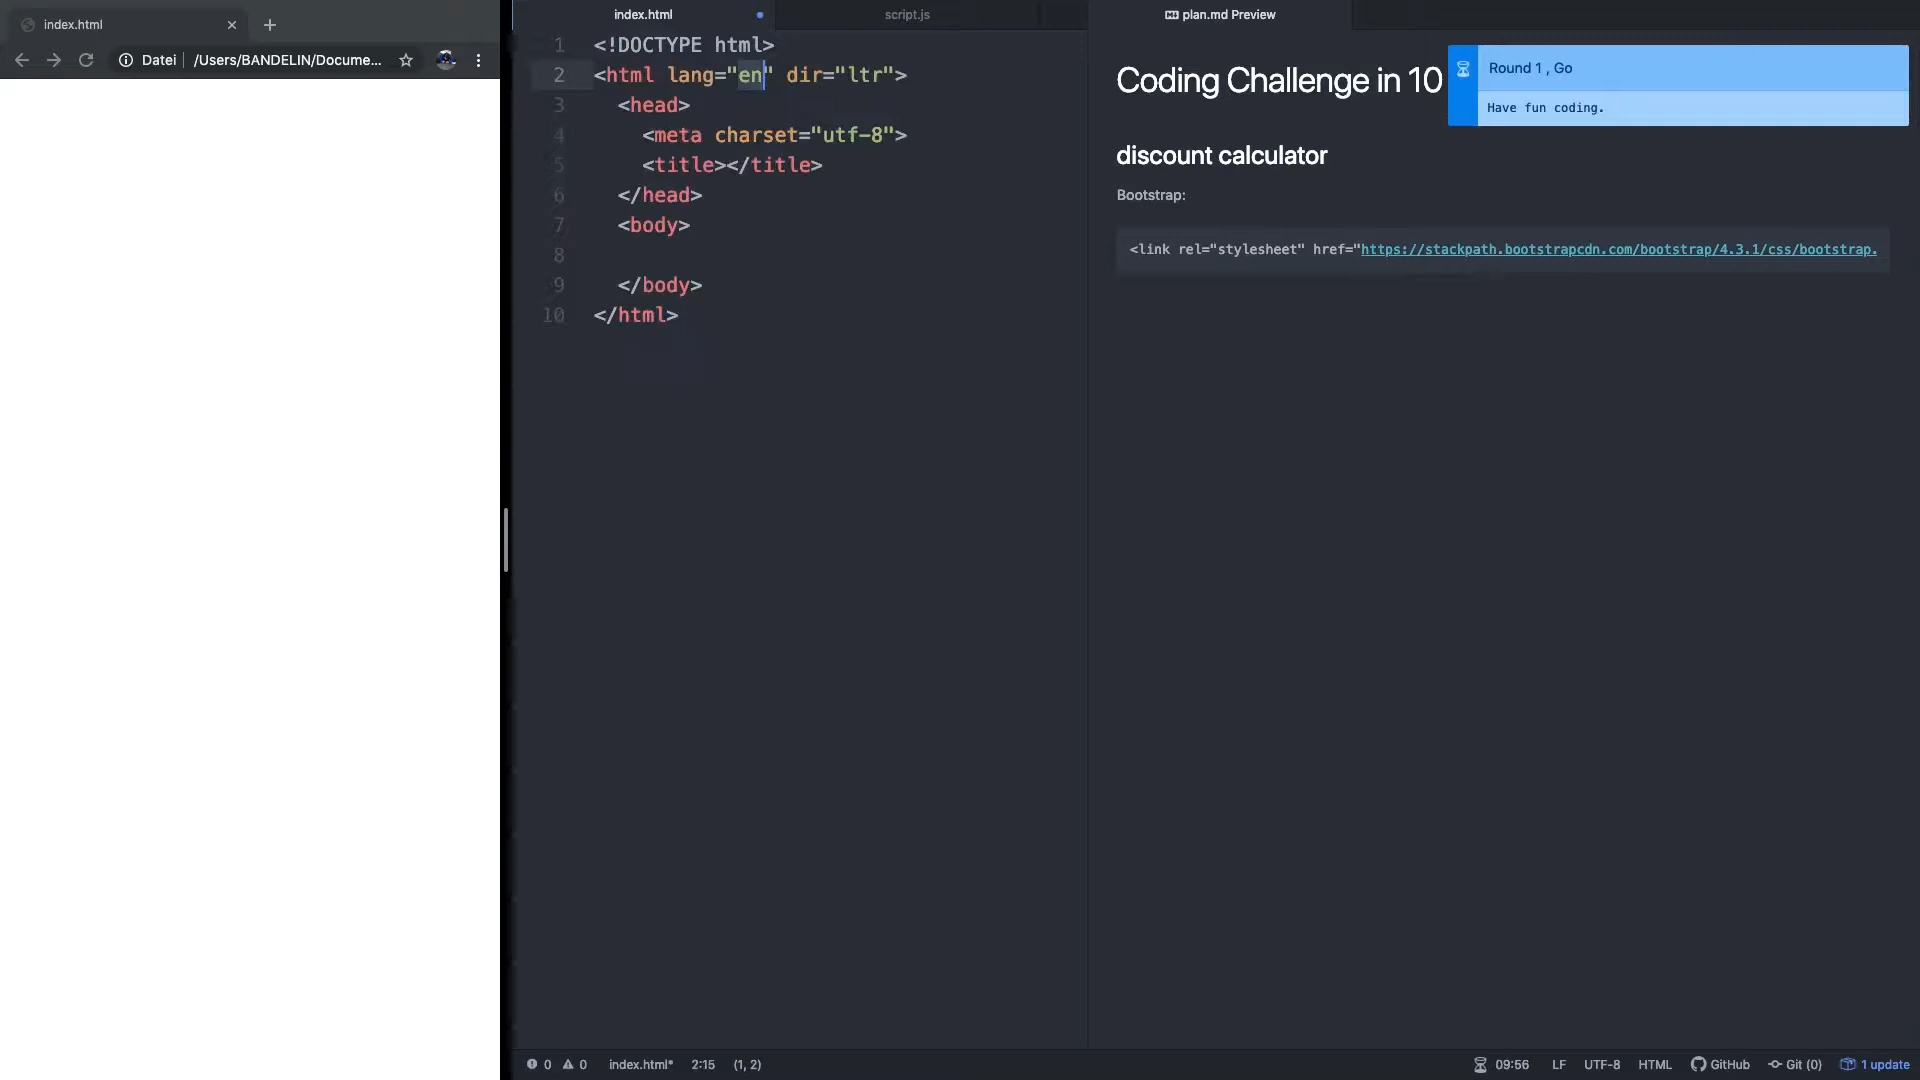 index.html
Datei
/Users/BANDELIN/Docume...
index.html
script.js
1 <!DOCTYPE html>
2 <html lang="en" dir="ltr">
3 <head>
4 <meta charset="utf-8">
5 <title></title>
6 </head>
7 <body>
8
9 </body>
10 </html>
plan.md Preview
Coding Challenge in 10
Round 1 , Go
Have fun coding.
discount calculator
Bootstrap:
<link rel="stylesheet" href="https://stackpath.bootstrapcdn.com/bootstrap/4.3.1/css/bootstrap.
0 0 index.html* 2:15 (1, 2)
09:56 LF UTF-8 HTML GitHub Git (0) 1 update